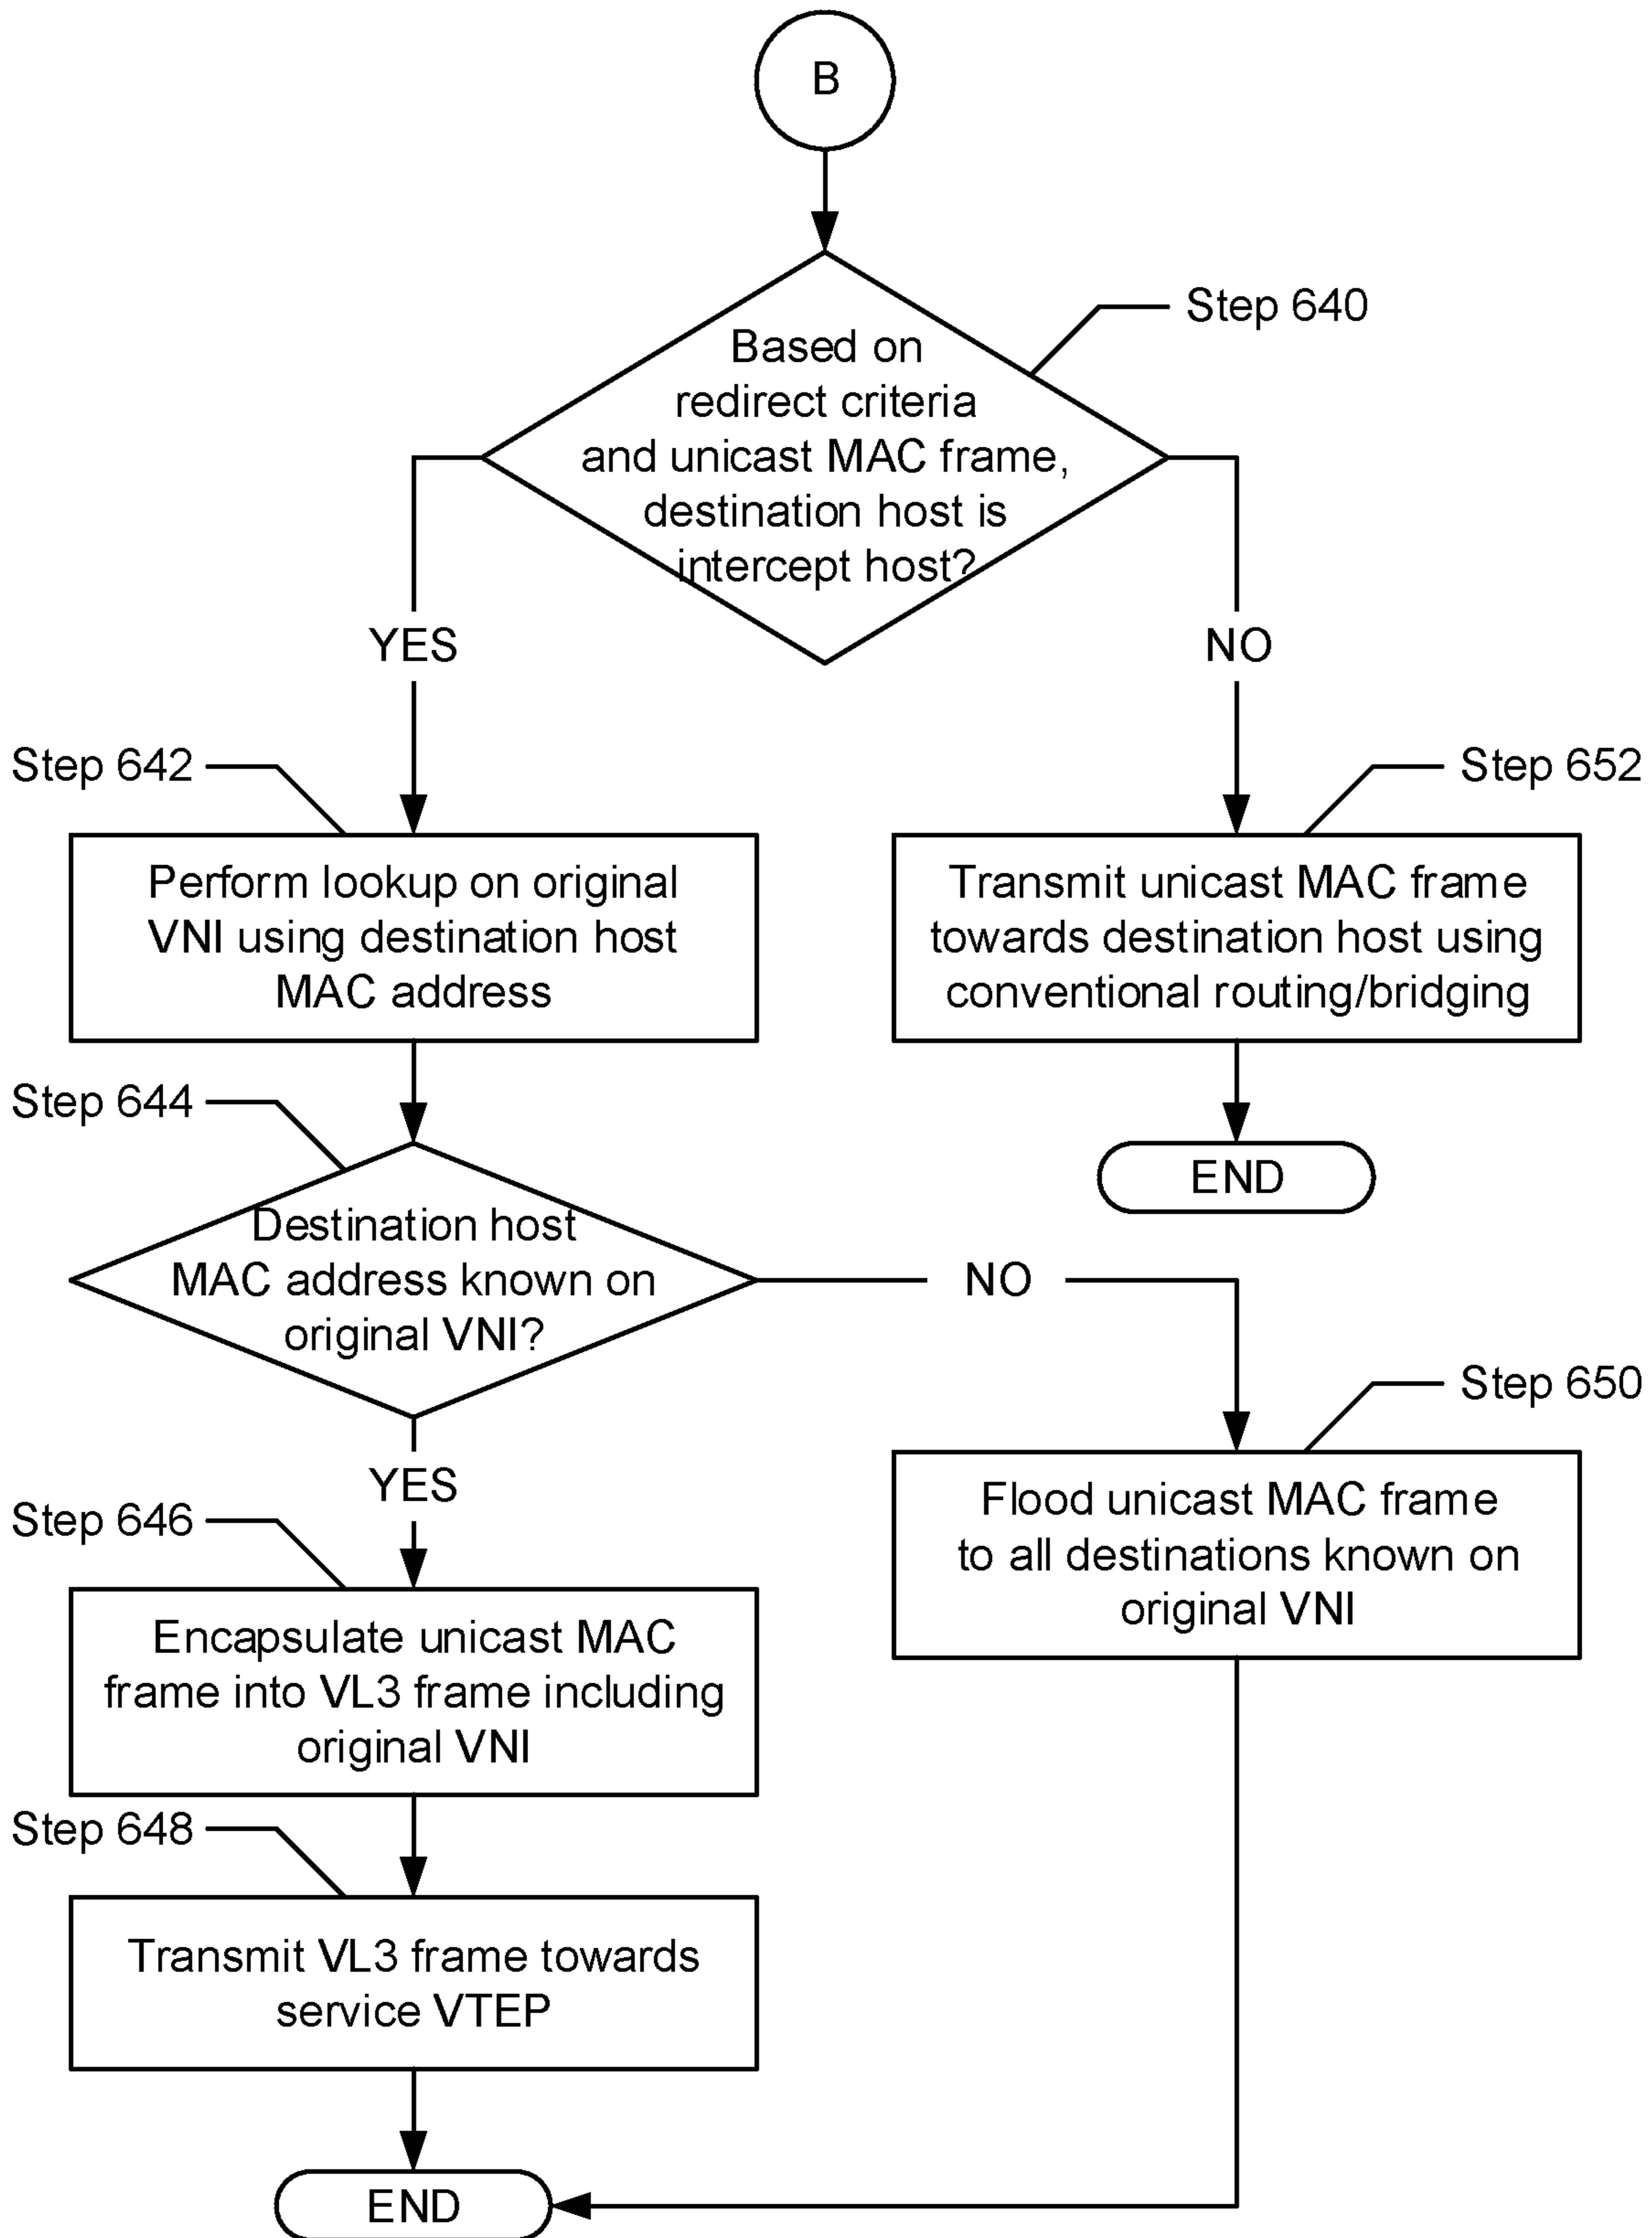 B
Step 640
Based on
redirect criteria
and unicast MAC frame,
destination host is
intercept host?
YES
NO
Step 642
Step 652
Perform lookup on original
VNI using destination host
MAC address
Transmit unicast MAC frame
towards destination host using
conventional routing/bridging
Step 644
END
Destination host
MAC address known on
original VNI?
NO
Step 650
YES
Flood unicast MAC frame
to all destinations known on
original VNI
Step 646
Encapsulate unicast MAC
frame into VL3 frame including
original VNI
Step 648
Transmit VL3 frame towards
service VTEP
END